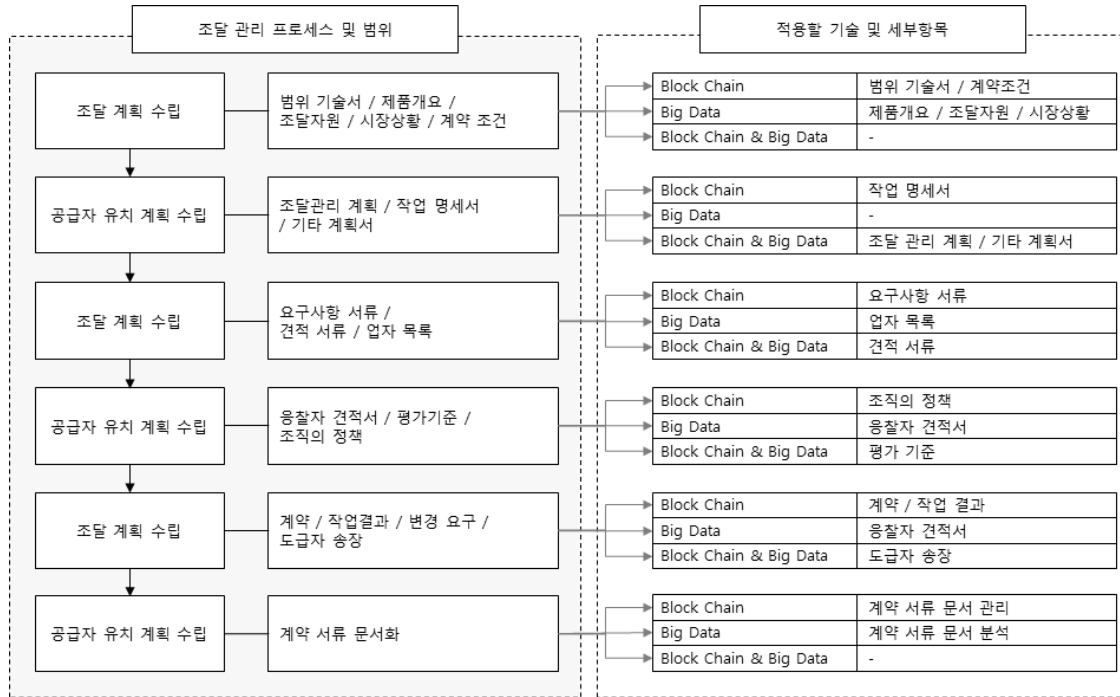 조달 관리 프로세스 및 범위
적용할 기술 및 세부항목
조달 계획 수립
범위 기술서 / 제품개요 /
조달자원 / 시장상황 / 계약 조건
Block Chain
범위 기술서 / 계약조건
Big Data
제품개요 / 조달자원 / 시장상황
Block Chain & Big Data
-
공급자 유치 계획 수립
조달관리 계획 / 작업 명세서
/ 기타 계획서
Block Chain
작업 명세서
Big Data
-
Block Chain & Big Data
조달 관리 계획 / 기타 계획서
조달 계획 수립
요구사항 서류 /
견적 서류 / 업자 목록
Block Chain
요구사항 서류
Big Data
업자 목록
Block Chain & Big Data
견적 서류
공급자 유치 계획 수립
응찰자 견적서 / 평가기준 /
조직의 정책
Block Chain
조직의 정책
Big Data
응찰자 견적서
Block Chain & Big Data
평가 기준
조달 계획 수립
계약 / 작업결과 / 변경 요구 /
도급자 송장
Block Chain
계약 / 작업 결과
Big Data
응찰자 견적서
Block Chain & Big Data
도급자 송장
공급자 유치 계획 수립
계약 서류 문서화
Block Chain
계약 서류 문서 관리
Big Data
계약 서류 문서 분석
Block Chain & Big Data
-